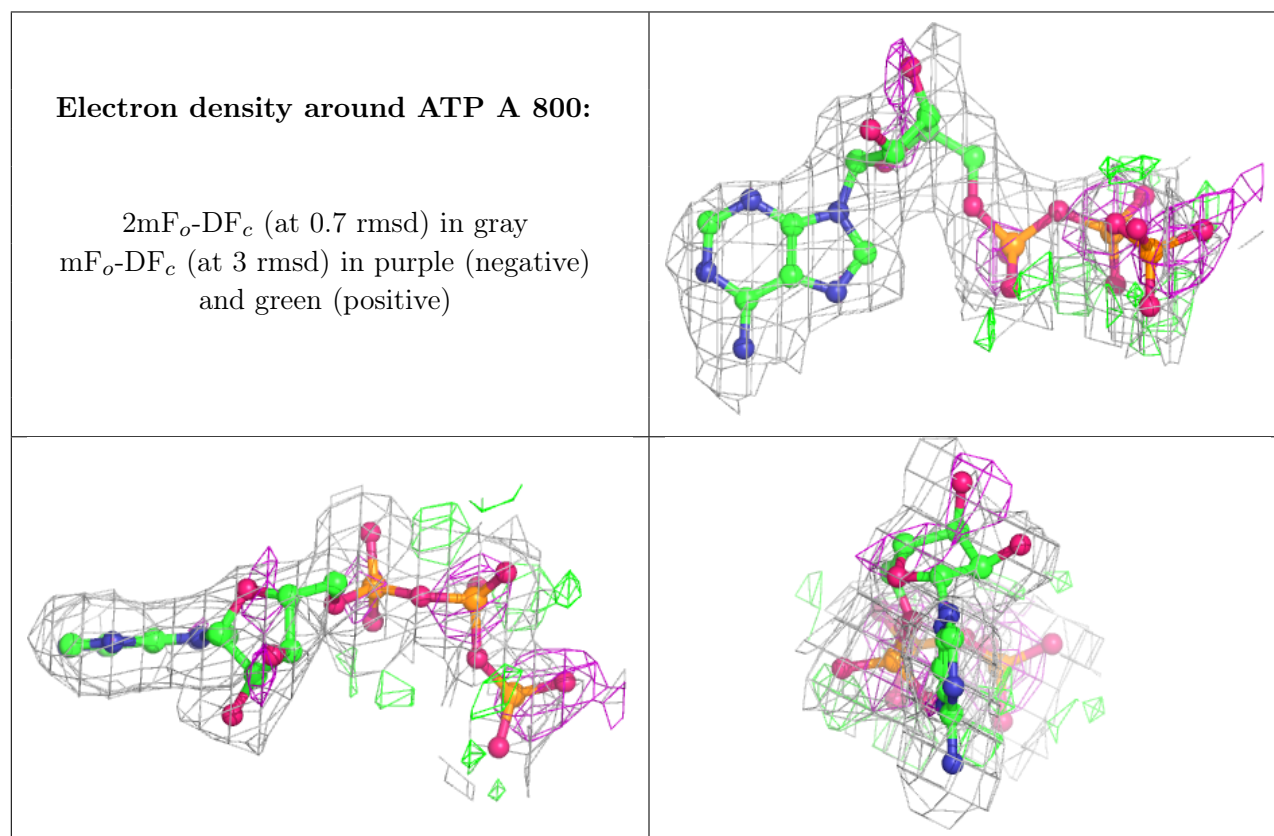 Electron density around ATP A 800:
2mFₒ-DF𝑐 (at 0.7 rmsd) in gray
mFₒ-DF𝑐 (at 3 rmsd) in purple (negative)
and green (positive)